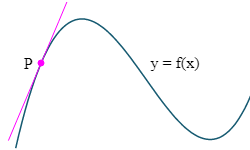 P
y = f(x)